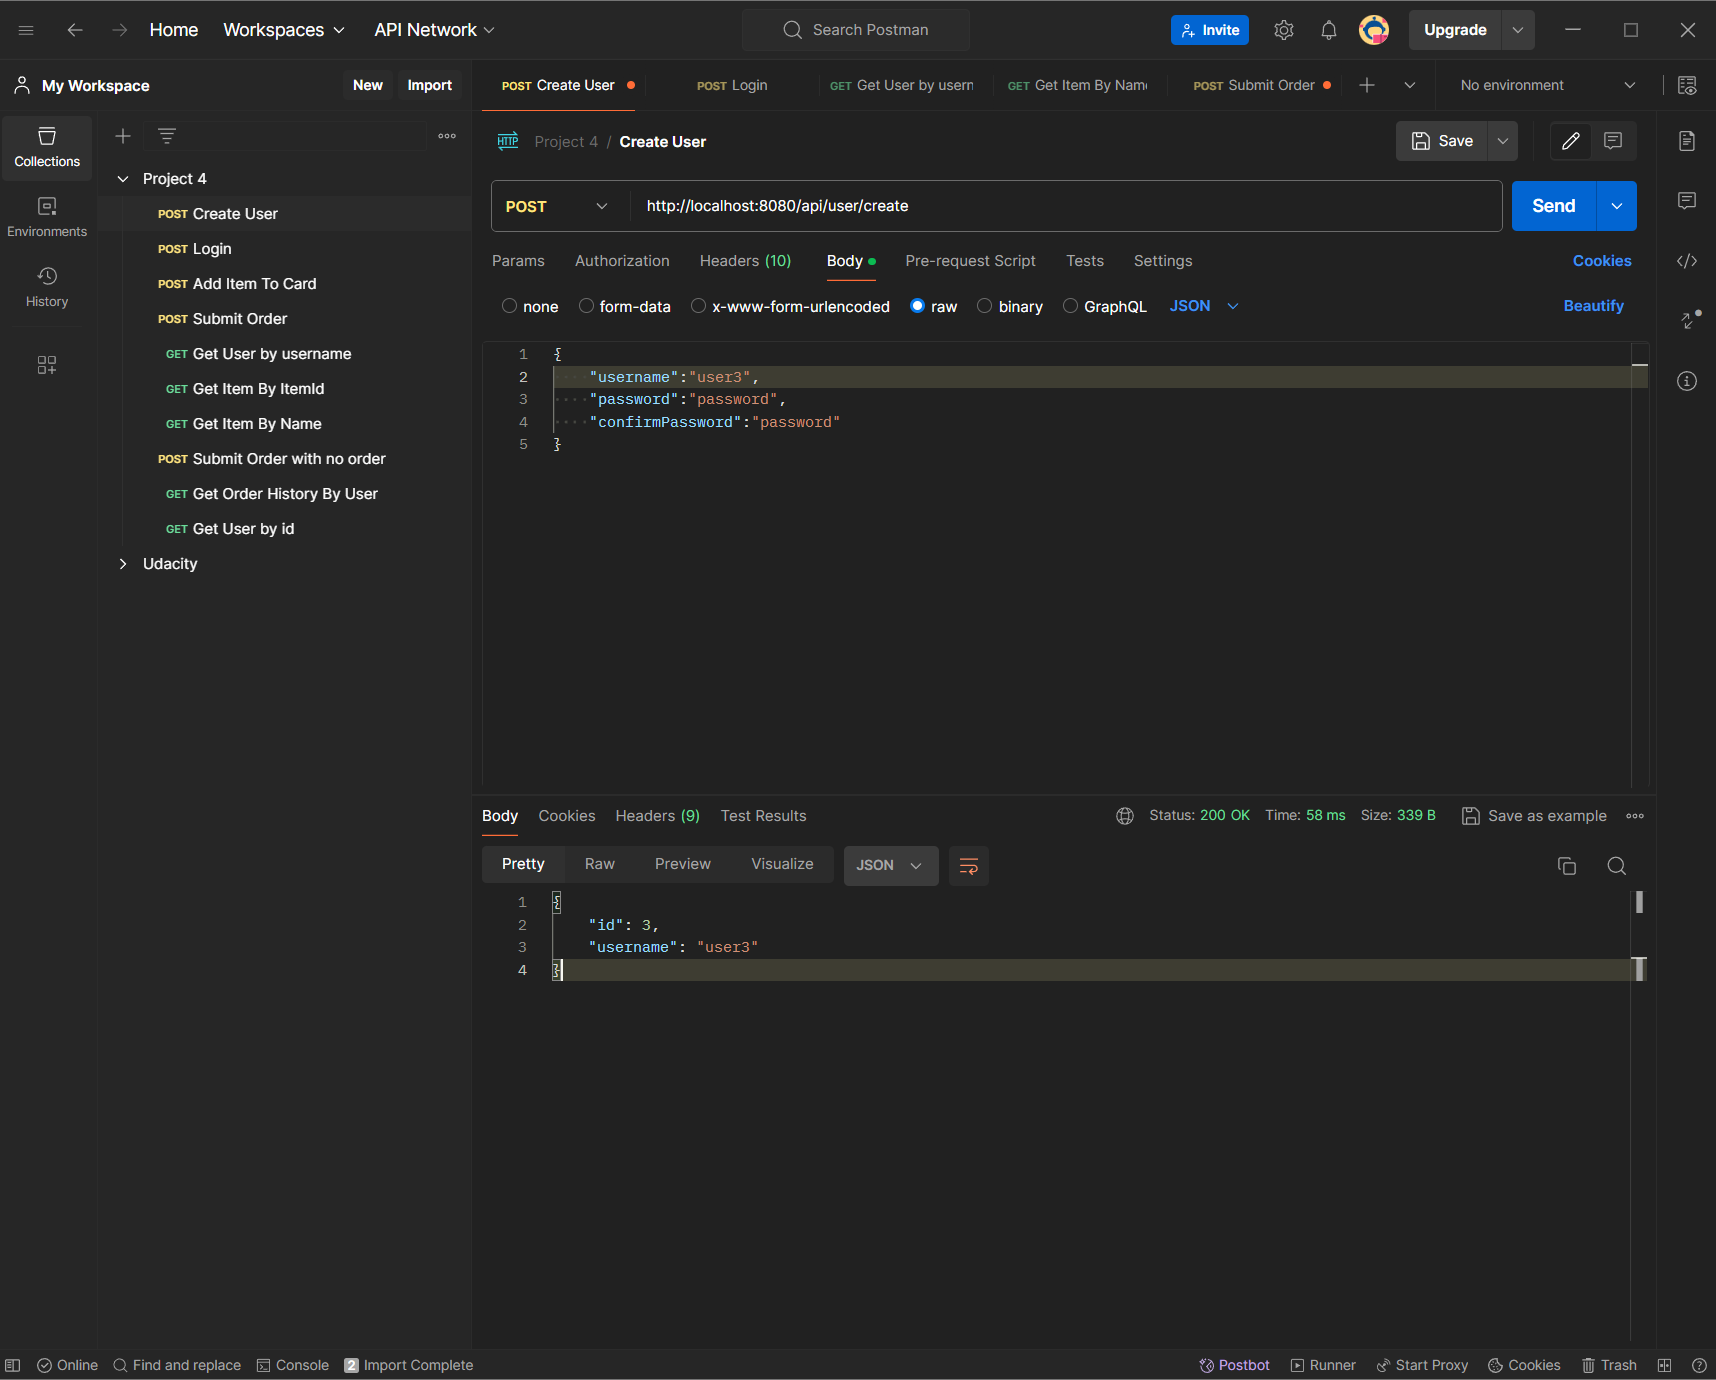 Home Workspaces API Network Search Postman Invite Upgrade
My Workspace New Import
POST Create User POST Login GET Get User by usern GET Get Item By Nam POST Submit Order No environment
Collections
Environments
History
Project 4
POST Create User
POST Login
POST Add Item To Card
POST Submit Order
GET Get User by username
GET Get Item By ItemId
GET Get Item By Name
POST Submit Order with no order
GET Get Order History By User
GET Get User by id
Udacity
HTTP Project 4 / Create User Save
POST http://localhost:8080/api/user/create Send
Params Authorization Headers (10) Body Pre-request Script Tests Settings Cookies
none form-data x-www-form-urlencoded raw binary GraphQL JSON Beautify
1 {
2 "username":"user3",
3 "password":"password",
4 "confirmPassword":"password"
5 }
Body Cookies Headers (9) Test Results Status: 200 OK Time: 58 ms Size: 339 B Save as example
Pretty Raw Preview Visualize JSON
1 {
2 "id": 3,
3 "username": "user3"
4 }
Online Find and replace Console 2 Import Complete Postbot Runner Start Proxy Cookies Trash